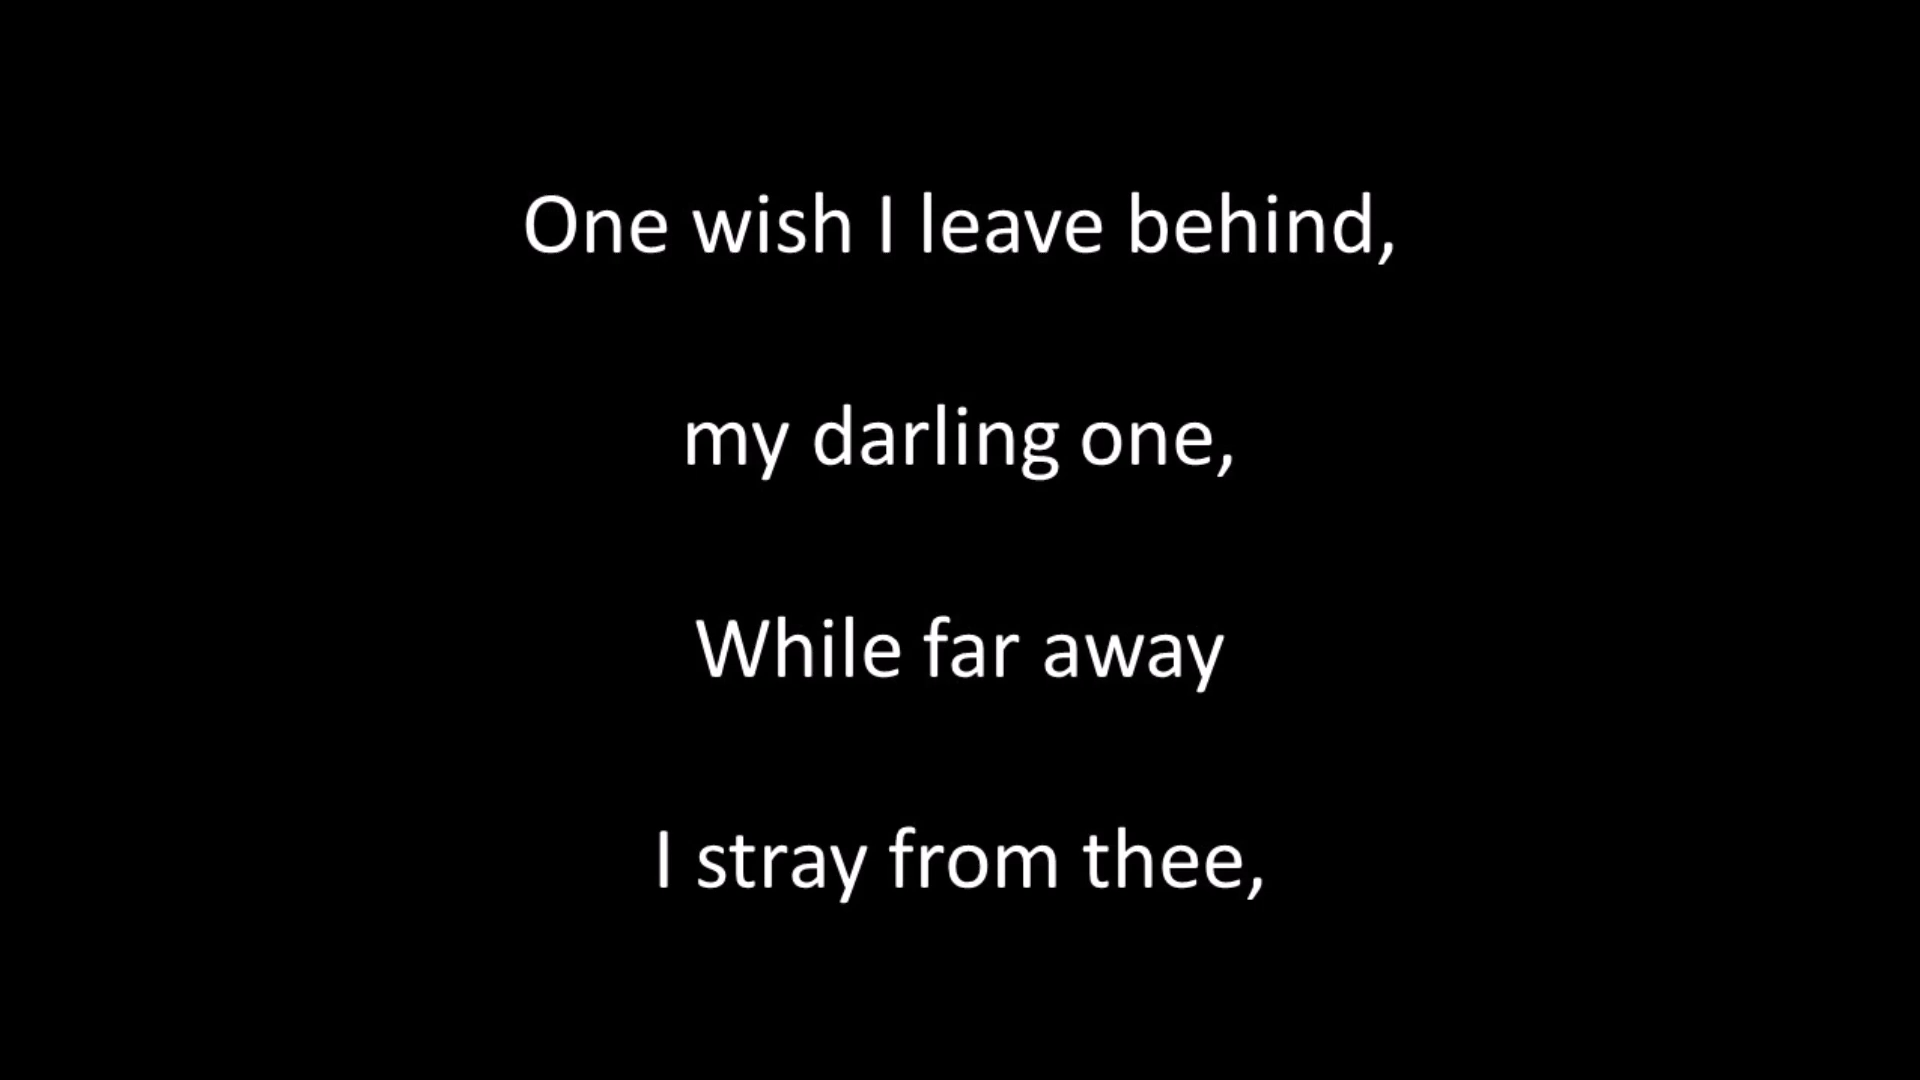 One wish I leave behind,
my darling one,
While far away
I stray from thee,